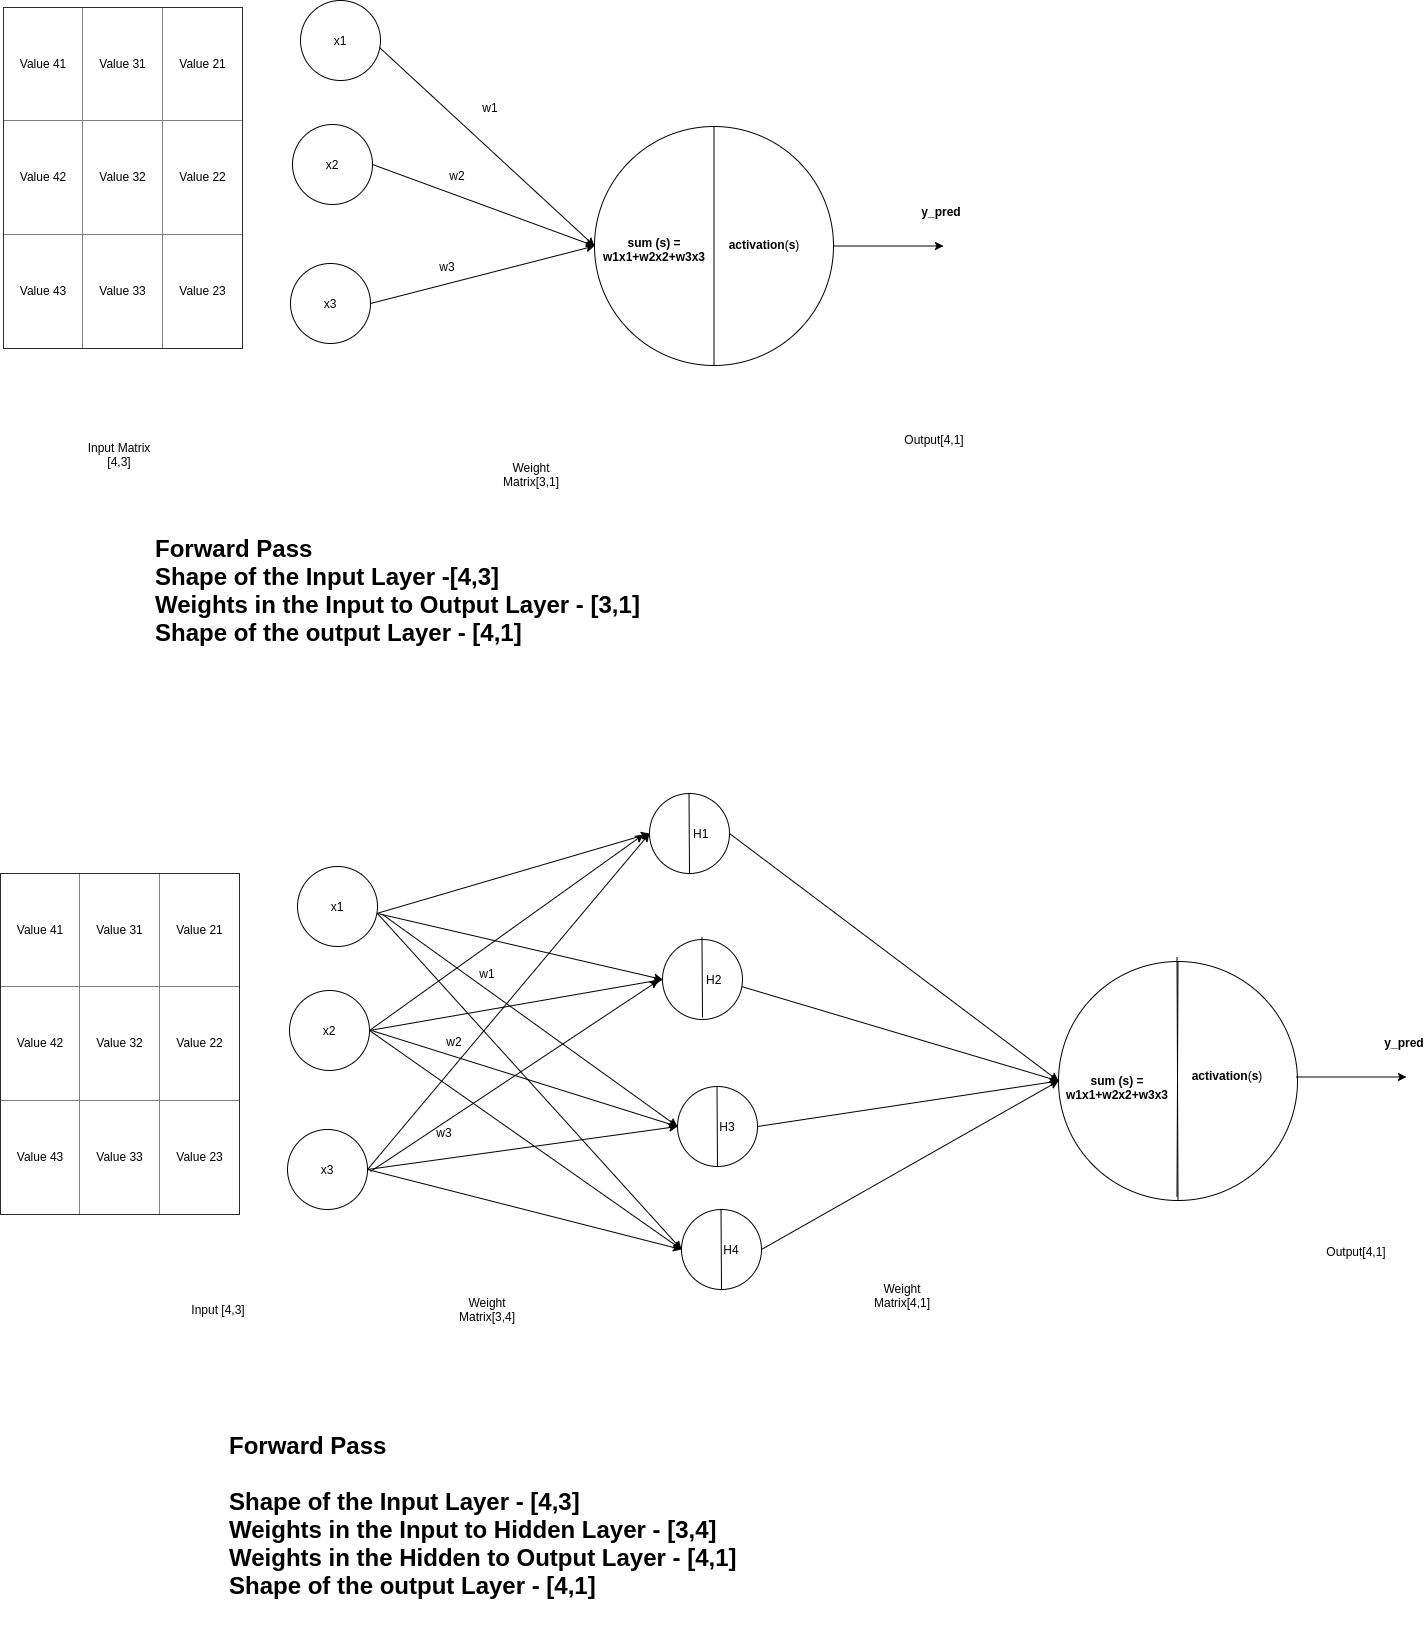 Value 41 Value 31 Value 21
Value 42 Value 32 Value 22
Value 43 Value 33 Value 23
x1
x2
x3
w1
w2
w3
sum (s) =
w1x1+w2x2+w3x3
activation(s)
y_pred
Input Matrix
[4,3]
Weight
Matrix[3,1]
Output[4,1]
Forward Pass
Shape of the Input Layer -[4,3]
Weights in the Input to Output Layer - [3,1]
Shape of the output Layer - [4,1]
Value 41 Value 31 Value 21
Value 42 Value 32 Value 22
Value 43 Value 33 Value 23
x1
x2
x3
w1
w2
w3
H1
H2
H3
H4
sum (s) =
w1x1+w2x2+w3x3
activation(s)
y_pred
Input [4,3]
Weight
Matrix[3,4]
Weight
Matrix[4,1]
Output[4,1]
Forward Pass
Shape of the Input Layer - [4,3]
Weights in the Input to Hidden Layer - [3,4]
Weights in the Hidden to Output Layer - [4,1]
Shape of the output Layer - [4,1]